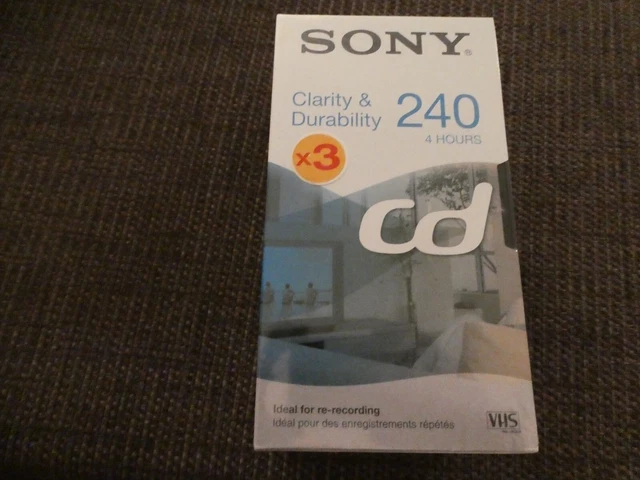 SONY®
Clarity & 240
Durability
4 HOURS
x3
cd
Ideal for re-recording
Idéal pour des enregistrements répétés
VHS